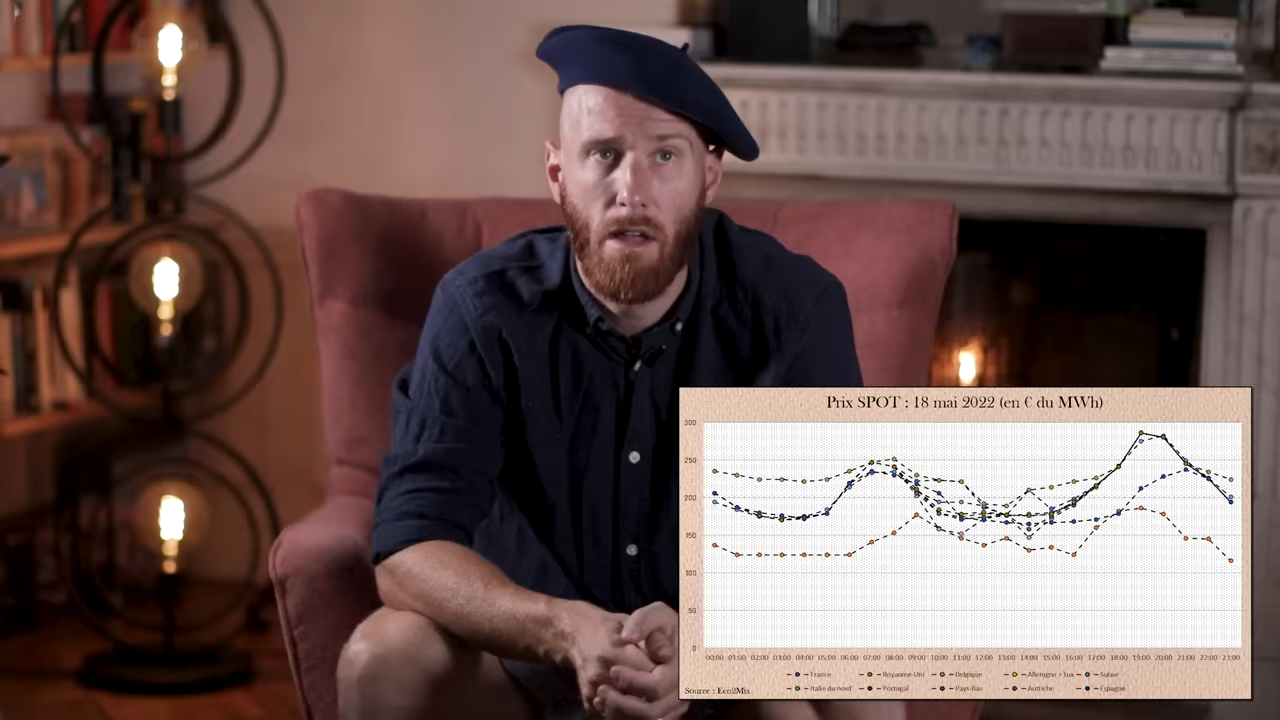 Prix SPOT : 18 mai 2022 (en € du MWh)
300
250
200
150
100
50
0
00:00 01:00 02:00 03:00 04:00 05:00 06:00 07:00 08:00 09:00 10:00 11:00 12:00 13:00 14:00 15:00 16:00 17:00 18:00 19:00 20:00 21:00 22:00 23:00
France Royaume-Uni Belgique Allemgne + Lux Suisse
Italie du nord Portugal Pays-Bas Autriche Espagne
Source : Eco2Mix